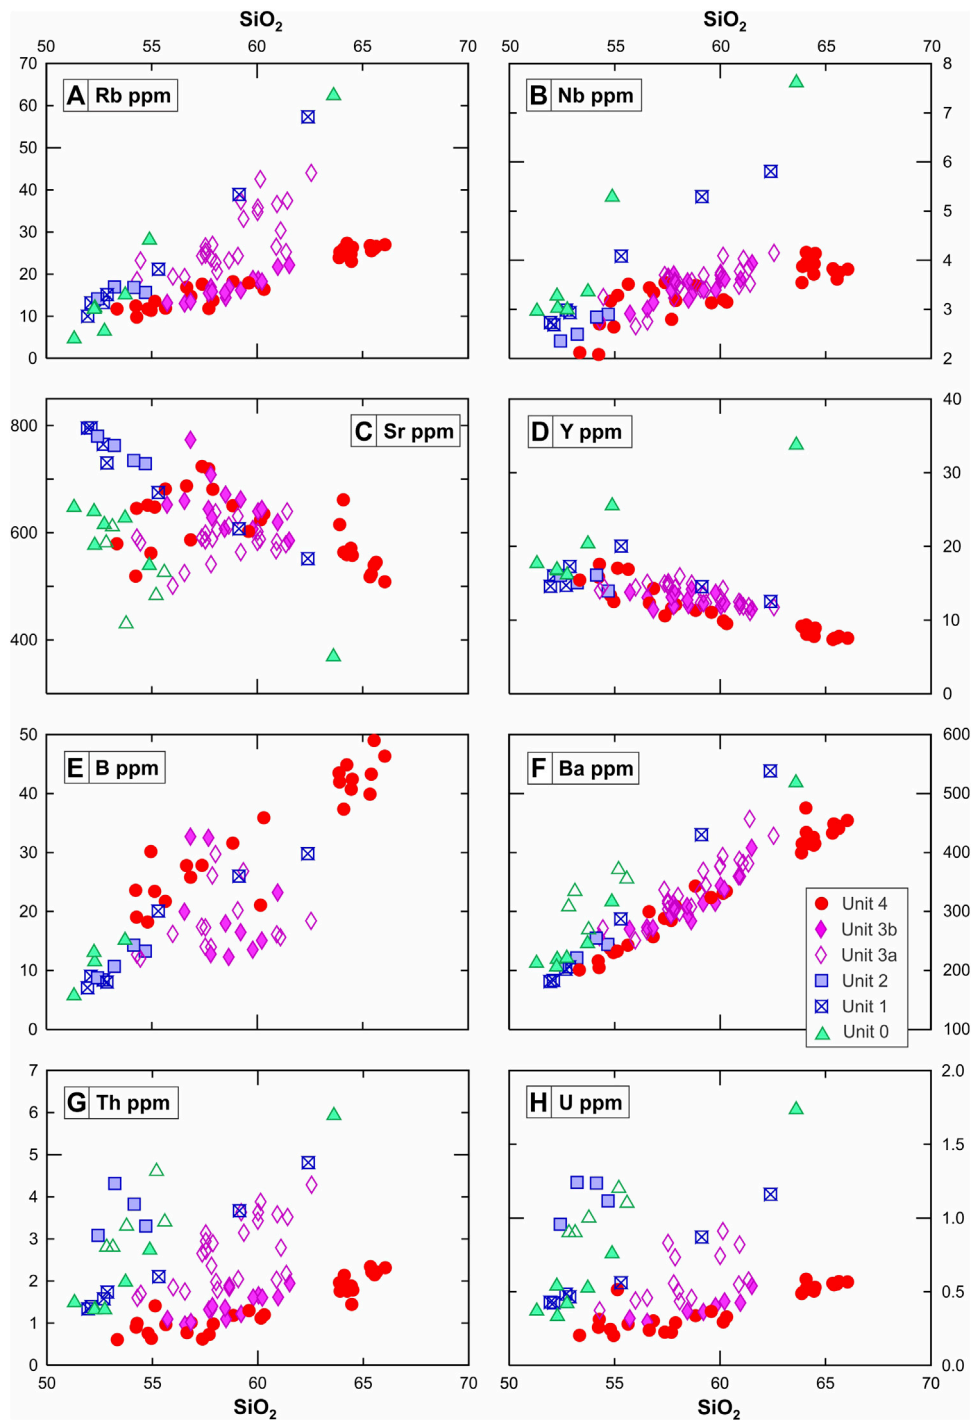 SiO2 SiO2
50 55 60 65 70 50 55 60 65 70
A Rb ppm
70
60
50
40
30
20
10
0
B Nb ppm
8
7
6
5
4
3
2
C Sr ppm
800
600
400
D Y ppm
40
30
20
10
0
E B ppm
50
40
30
20
10
0
F Ba ppm
600
500
400
300
200
100
Unit 4
Unit 3b
Unit 3a
Unit 2
Unit 1
Unit 0
G Th ppm
7
6
5
4
3
2
1
0
H U ppm
2.0
1.5
1.0
0.5
0.0
50 55 60 65 70 50 55 60 65 70
SiO2 SiO2